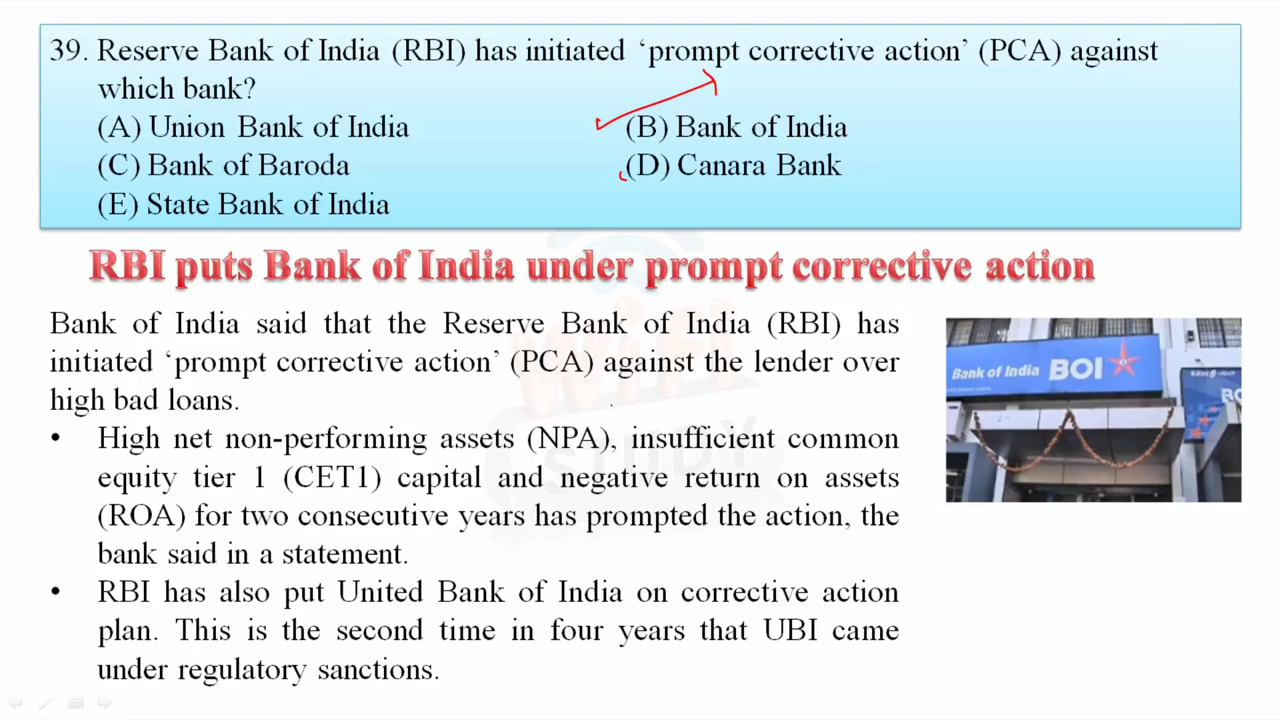 39. Reserve Bank of India (RBI) has initiated ‘prompt corrective action’ (PCA) against
which bank?
(A) Union Bank of India (B) Bank of India
(C) Bank of Baroda (D) Canara Bank
(E) State Bank of India
RBI puts Bank of India under prompt corrective action
Bank of India said that the Reserve Bank of India (RBI) has
initiated ‘prompt corrective action’ (PCA) against the lender over
high bad loans.
• High net non-performing assets (NPA), insufficient common
equity tier 1 (CET1) capital and negative return on assets
(ROA) for two consecutive years has prompted the action, the
bank said in a statement.
• RBI has also put United Bank of India on corrective action
plan. This is the second time in four years that UBI came
under regulatory sanctions.
Bank of India BOI
WiFi
STUDY